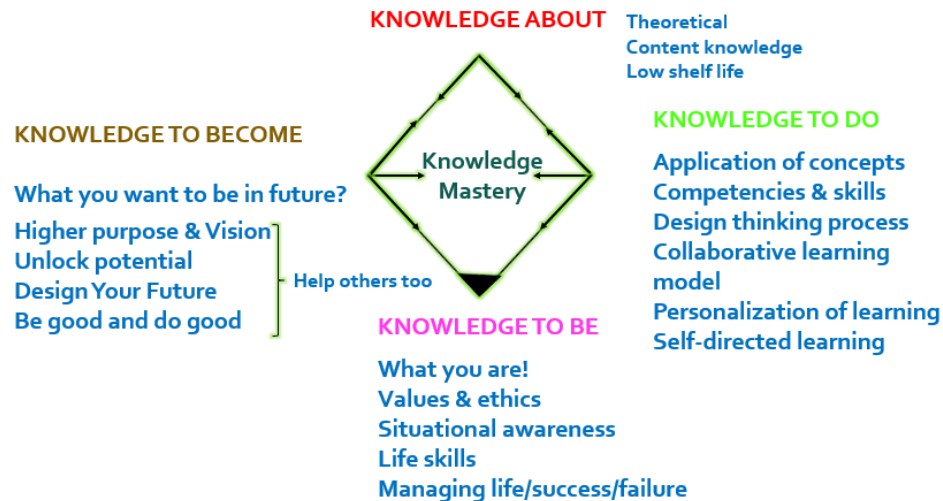 KNOWLEDGE ABOUT
Theoretical
Content knowledge
Low shelf life
KNOWLEDGE TO BECOME
What you want to be in future?
Higher purpose & Vision
Unlock potential
Design Your Future
Be good and do good
Help others too
Knowledge
Mastery
KNOWLEDGE TO DO
Application of concepts
Competencies & skills
Design thinking process
Collaborative learning
model
Personalization of learning
Self-directed learning
KNOWLEDGE TO BE
What you are!
Values & ethics
Situational awareness
Life skills
Managing life/success/failure